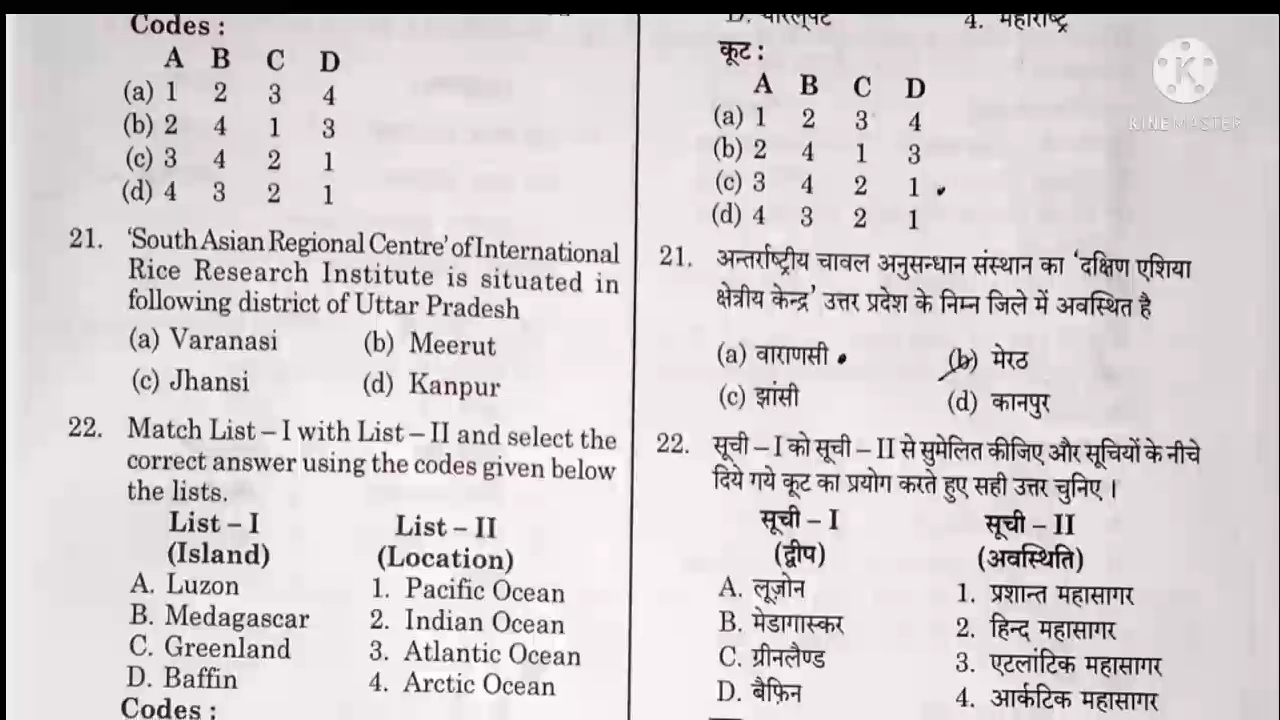 Codes :
A B C D
(a) 1 2 3 4
(b) 2 4 1 3
(c) 3 4 2 1
(d) 4 3 2 1
21. 'South Asian Regional Centre' of International
Rice Research Institute is situated in
following district of Uttar Pradesh
(a) Varanasi (b) Meerut
(c) Jhansi (d) Kanpur
22. Match List – I with List – II and select the
correct answer using the codes given below
the lists.
List – I List – II
(Island) (Location)
A. Luzon 1. Pacific Ocean
B. Medagascar 2. Indian Ocean
C. Greenland 3. Atlantic Ocean
D. Baffin 4. Arctic Ocean
Codes :
4. महाराष्ट्र
कूट :
A B C D
(a) 1 2 3 4
(b) 2 4 1 3
(c) 3 4 2 1
(d) 4 3 2 1
21. अन्तर्राष्ट्रीय चावल अनुसन्धान संस्थान का 'दक्षिण एशिया
क्षेत्रीय केन्द्र' उत्तर प्रदेश के निम्न जिले में अवस्थित है
(a) वाराणसी (b) मेरठ
(c) झांसी (d) कानपुर
22. सूची – I को सूची – II से सुमेलित कीजिए और सूचियों के नीचे
दिये गये कूट का प्रयोग करते हुए सही उत्तर चुनिए ।
सूची – I सूची – II
(द्वीप) (अवस्थिति)
A. लूज़ोन 1. प्रशान्त महासागर
B. मेडागास्कर 2. हिन्द महासागर
C. ग्रीनलैण्ड 3. एटलांटिक महासागर
D. बैफ़िन 4. आर्कटिक महासागर
K
KINEMASTER